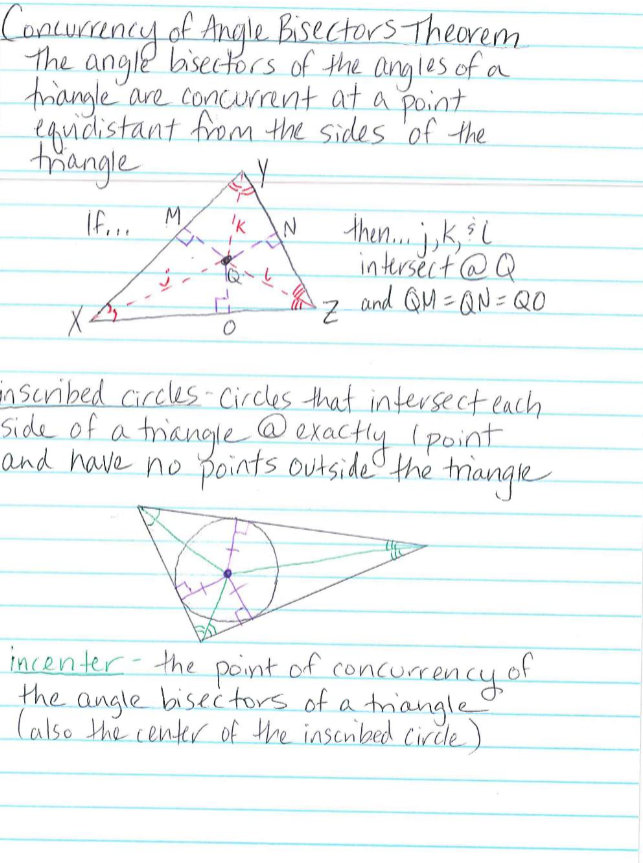 Concurrency of Angle Bisectors Theorem
The angle bisectors of the angles of a
triangle are concurrent at a point
equidistant from the sides of the
triangle
Y
If...
M
K
N
then... j, k, & l
j
Q
l
intersect @ Q
X
O
Z
and QM = QN = QO
inscribed circles - circles that intersect each
side of a triangle @ exactly 1 point
and have no points outside the triangle
incenter - the point of concurrency of
the angle bisectors of a triangle
(also the center of the inscribed circle)